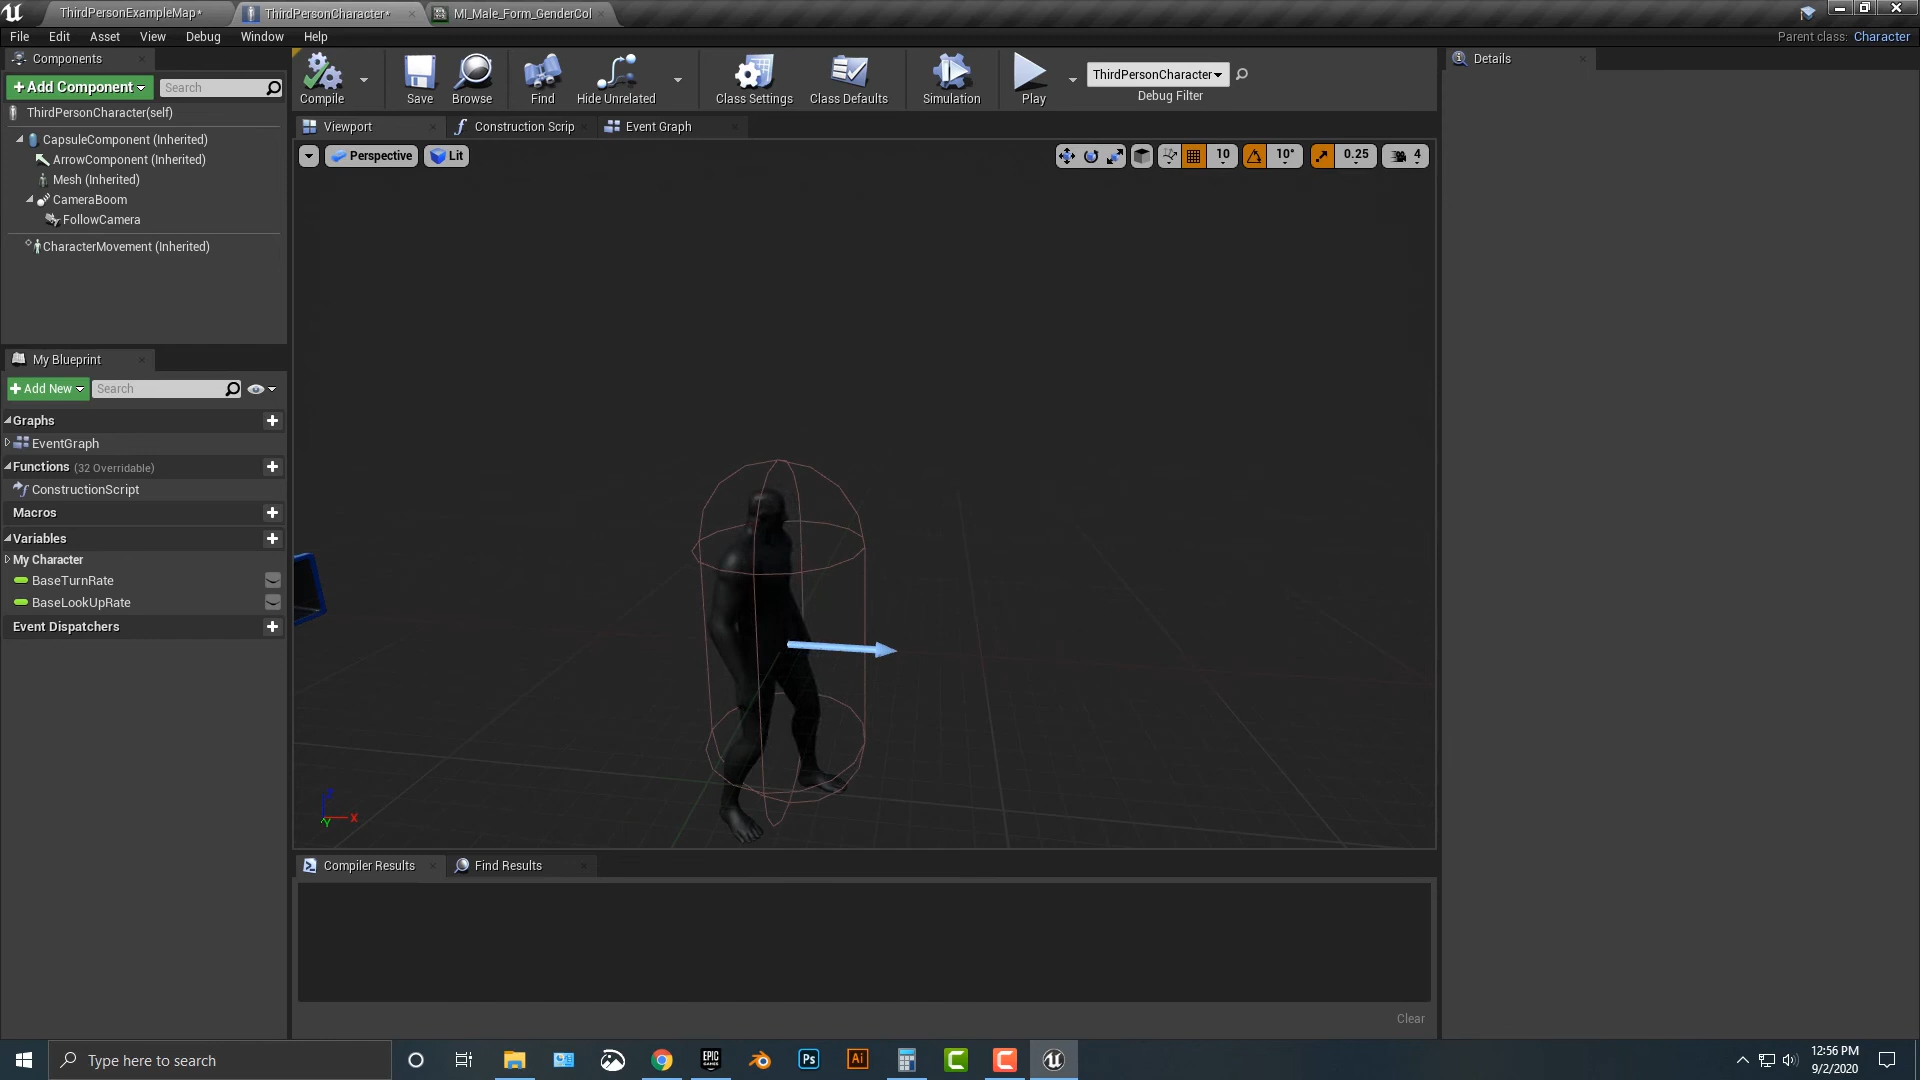 ThirdPersonExampleMap*
ThirdPersonCharacter*
MI_Male_Form_GenderCol
File Edit Asset View Debug Window Help
Parent class: Character
Components
+Add Component
Search
ThirdPersonCharacter(self)
CapsuleComponent (Inherited)
ArrowComponent (Inherited)
Mesh (Inherited)
CameraBoom
FollowCamera
CharacterMovement (Inherited)
My Blueprint
+Add New
Search
Graphs
EventGraph
Functions (32 Overridable)
ConstructionScript
Macros
Variables
My Character
BaseTurnRate
BaseLookUpRate
Event Dispatchers
Compile
Save
Browse
Find
Hide Unrelated
Class Settings
Class Defaults
Simulation
Play
ThirdPersonCharacter
Debug Filter
Viewport
Construction Scrip
Event Graph
Perspective
Lit
10
10°
0.25
4
Z
X
Y
Compiler Results
Find Results
Clear
Details
Type here to search
EPIC
GAMES
Ps
Ai
12:56 PM
9/2/2020